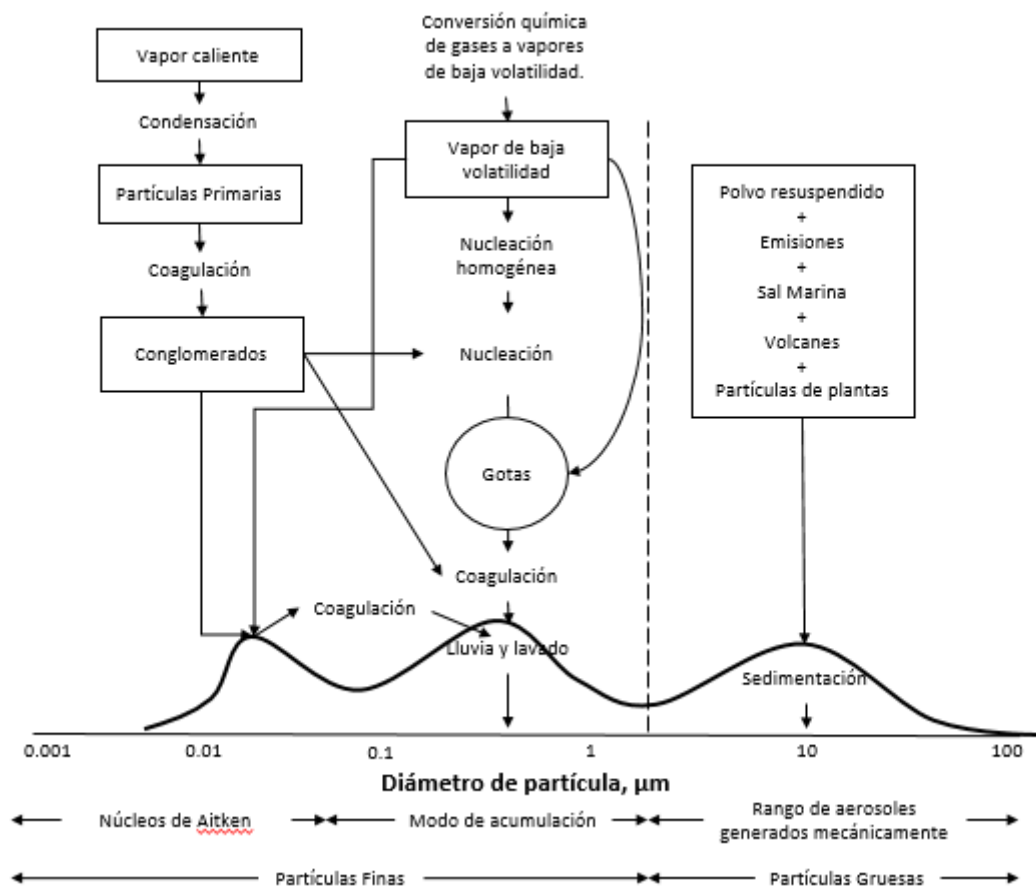 Vapor caliente
Condensación
Partículas Primarias
Coagulación
Conglomerados
Conversión química
de gases a vapores
de baja volatilidad.
Vapor de baja
volatilidad
Nucleación
homogénea
Nucleación
Gotas
Coagulación
Coagulación
Lluvia y lavado
Polvo resuspendido
+
Emisiones
+
Sal Marina
+
Volcanes
+
Partículas de plantas
Sedimentación
0.001 0.01 0.1 1 10 100
Diámetro de partícula, µm
Núcleos de Aitken
Modo de acumulación
Rango de aerosoles
generados mecánicamente
Partículas Finas
Partículas Gruesas